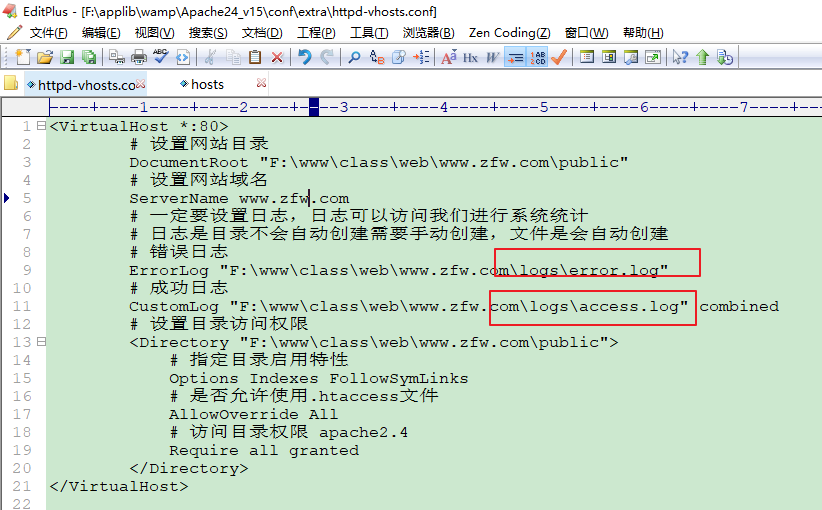 EditPlus - [F:\applib\wamp\Apache24_v15\conf\extra\httpd-vhosts.conf]
文件(F) 编辑(E) 视图(V) 搜索(S) 文档(D) 工程(P) 工具(T) 浏览器(B) Zen Coding(Z) 窗口(W) 帮助(H)
httpd-vhosts.co hosts
----+----1----+----2----+----3----+----4----+----5----+----6----+----7----+--
1 <VirtualHost *:80>
2 # 设置网站目录
3 DocumentRoot "F:\www\class\web\www.zfw.com\public"
4 # 设置网站域名
5 ServerName www.zfw.com
6 # 一定要设置日志，日志可以访问我们进行系统统计
7 # 日志是目录不会自动创建需要手动创建，文件是会自动创建
8 # 错误日志
9 ErrorLog "F:\www\class\web\www.zfw.com\logs\error.log"
10 # 成功日志
11 CustomLog "F:\www\class\web\www.zfw.com\logs\access.log" combined
12 # 设置目录访问权限
13 <Directory "F:\www\class\web\www.zfw.com\public">
14 # 指定目录启用特性
15 Options Indexes FollowSymLinks
16 # 是否允许使用.htaccess文件
17 AllowOverride All
18 # 访问目录权限 apache2.4
19 Require all granted
20 </Directory>
21 </VirtualHost>
22